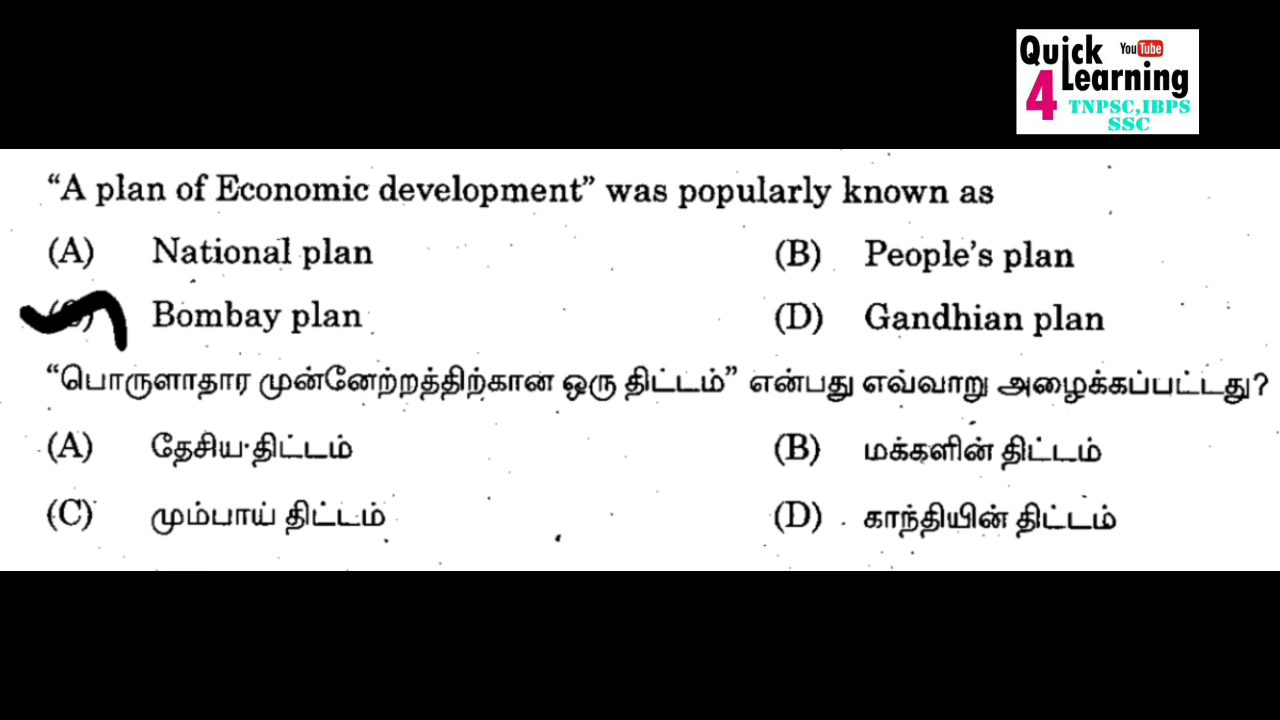 Quick YouTube
4 Learning
TNPSC,IBPS
SSC
“A plan of Economic development” was popularly known as
(A) National plan (B) People’s plan
(C) Bombay plan (D) Gandhian plan
“பொருளாதார முன்னேற்றத்திற்கான ஒரு திட்டம்” என்பது எவ்வாறு அழைக்கப்பட்டது?
(A) தேசிய திட்டம் (B) மக்களின் திட்டம்
(C) மும்பாய் திட்டம் (D) காந்தியின் திட்டம்